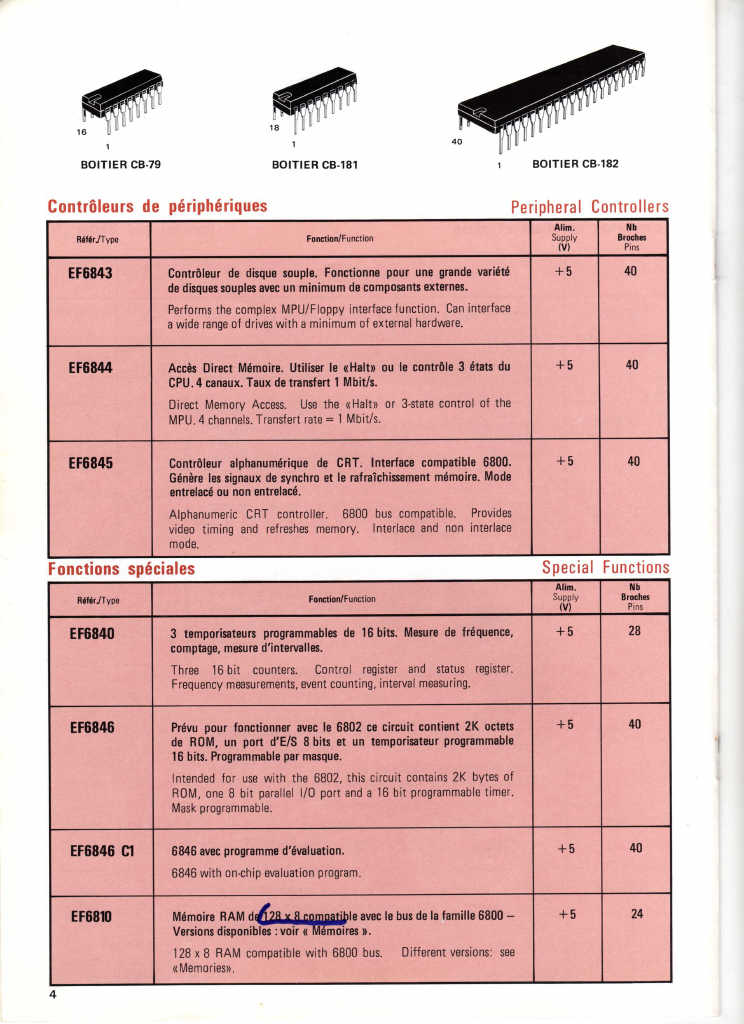 16
1
BOITIER CB-79
18
1
BOITIER CB-181
40
1
BOITIER CB-182
Contrôleurs de périphériques
Peripheral Controllers
Référ./Type
Fonction/Function
Alim.
Supply
(V)
Nb
Broches
Pins
EF6843
Contrôleur de disque souple. Fonctionne pour une grande variété
de disques souples avec un minimum de composants externes.
Performs the complex MPU/Floppy interface function. Can interface
a wide range of drives with a minimum of external hardware.
+5
40
EF6844
Accès Direct Mémoire. Utiliser le «Halt» ou le contrôle 3 états du
CPU. 4 canaux. Taux de transfert 1 Mbit/s.
Direct Memory Access. Use the «Halt» or 3-state control of the
MPU. 4 channels. Transfert rate = 1 Mbit/s.
+5
40
EF6845
Contrôleur alphanumérique de CRT. Interface compatible 6800.
Génère les signaux de synchro et le rafraîchissement mémoire. Mode
entrelacé ou non entrelacé.
Alphanumeric CRT controller. 6800 bus compatible. Provides
video timing and refreshes memory. Interlace and non interlace
mode.
+5
40
Fonctions spéciales
Special Functions
Référ./Type
Fonction/Function
Alim.
Supply
(V)
Nb
Broches
Pins
EF6840
3 temporisateurs programmables de 16 bits. Mesure de fréquence,
comptage, mesure d'intervalles.
Three 16 bit counters. Control register and status register.
Frequency measurements, event counting, interval measuring.
+5
28
EF6846
Prévu pour fonctionner avec le 6802 ce circuit contient 2K octets
de ROM, un port d'E/S 8 bits et un temporisateur programmable
16 bits. Programmable par masque.
Intended for use with the 6802, this circuit contains 2K bytes of
ROM, one 8 bit parallel I/O port and a 16 bit programmable timer.
Mask programmable.
+5
40
EF6846 C1
6846 avec programme d'évaluation.
6846 with on-chip evaluation program.
+5
40
EF6810
Mémoire RAM de 128 x 8 compatible avec le bus de la famille 6800 –
Versions disponibles : voir « Mémoires ».
128 x 8 RAM compatible with 6800 bus. Different versions: see
«Memories».
+5
24
4